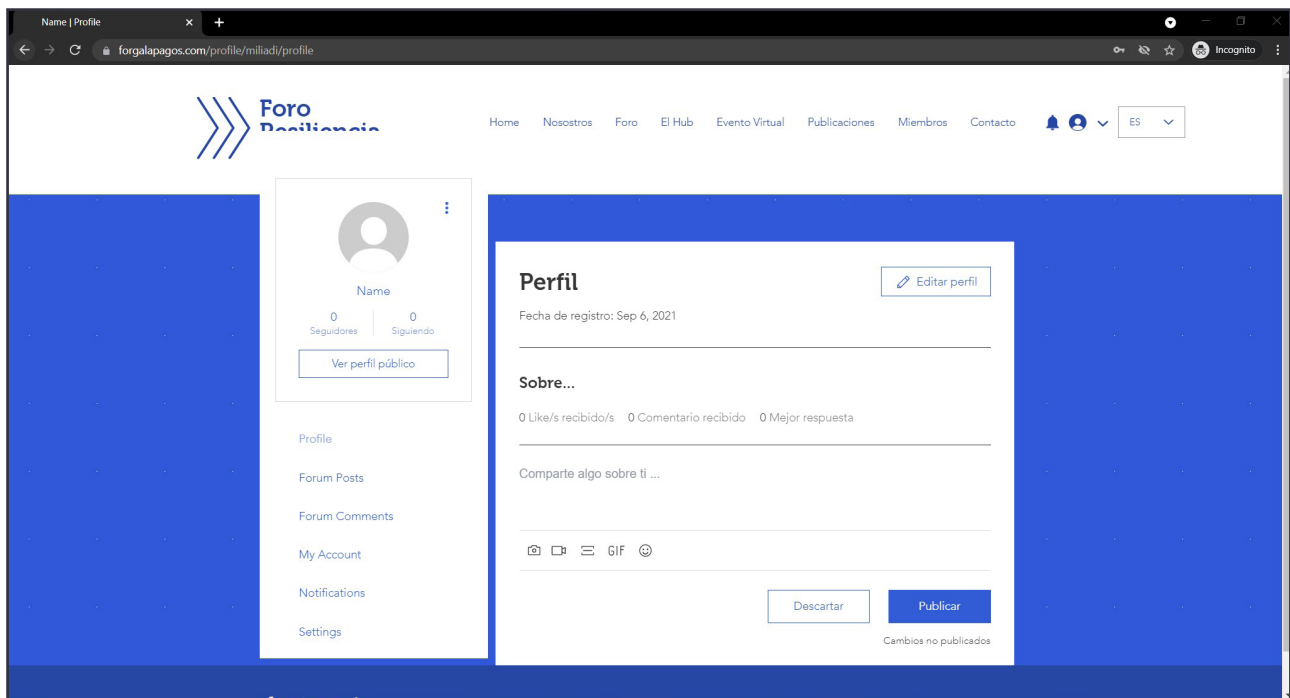 Name | Profile
forgalapagos.com/profile/miliadi/profile
Incognito
Foro
Resiliencia
Home Nosostros Foro El Hub Evento Virtual Publicaciones Miembros Contacto ES
Name
0 0
Seguidores Siguiendo
Ver perfil público
Profile
Forum Posts
Forum Comments
My Account
Notifications
Settings
Perfil
Editar perfil
Fecha de registro: Sep 6, 2021
Sobre...
0 Like/s recibido/s 0 Comentario recibido 0 Mejor respuesta
Comparte algo sobre ti ...
GIF
Descartar Publicar
Cambios no publicados